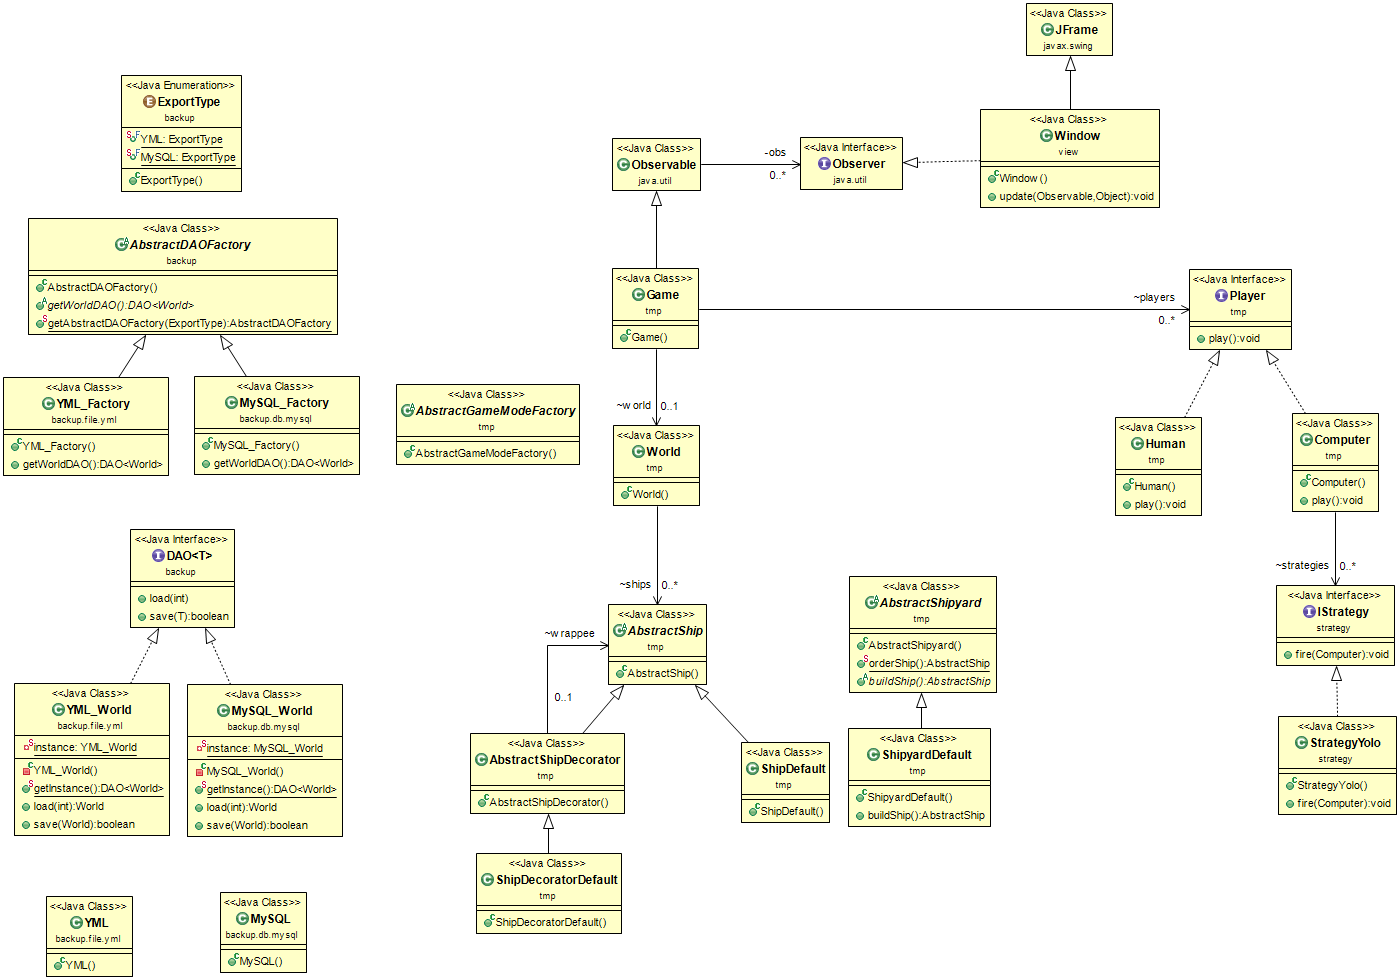 <<Java Class>>
JFrame
javax.swing
<<Java Enumeration>>
ExportType
backup
YML: ExportType
MySQL: ExportType
ExportType()
<<Java Class>>
Window
view
Window()
update(Observable,Object):void
<<Java Class>>
Observable
java.util
-obs
0..*
<<Java Interface>>
Observer
java.util
<<Java Class>>
AbstractDAOFactory
backup
AbstractDAOFactory()
getWorldDAO():DAO<World>
getAbstractDAOFactory(ExportType):AbstractDAOFactory
<<Java Class>>
Game
tmp
Game()
~players
0..*
<<Java Interface>>
Player
tmp
play():void
<<Java Class>>
YML_Factory
backup.file.yml
YML_Factory()
getWorldDAO():DAO<World>
<<Java Class>>
MySQL_Factory
backup.db.mysql
MySQL_Factory()
getWorldDAO():DAO<World>
<<Java Class>>
AbstractGameModeFactory
tmp
AbstractGameModeFactory()
~world
0..1
<<Java Class>>
World
tmp
World()
<<Java Class>>
Human
tmp
Human()
play():void
<<Java Class>>
Computer
tmp
Computer()
play():void
<<Java Interface>>
DAO<T>
backup
load(int)
save(T):boolean
~ships
0..*
~strategies
0..*
<<Java Class>>
AbstractShip
tmp
AbstractShip()
~wrappee
0..1
<<Java Class>>
AbstractShipyard
tmp
AbstractShipyard()
orderShip():AbstractShip
buildShip():AbstractShip
<<Java Interface>>
IStrategy
strategy
fire(Computer):void
<<Java Class>>
YML_World
backup.file.yml
instance: YML_World
YML_World()
getInstance():DAO<World>
load(int):World
save(World):boolean
<<Java Class>>
MySQL_World
backup.db.mysql
instance: MySQL_World
MySQL_World()
getInstance():DAO<World>
load(int):World
save(World):boolean
<<Java Class>>
AbstractShipDecorator
tmp
AbstractShipDecorator()
<<Java Class>>
ShipDefault
tmp
ShipDefault()
<<Java Class>>
ShipyardDefault
tmp
ShipyardDefault()
buildShip():AbstractShip
<<Java Class>>
StrategyYolo
strategy
StrategyYolo()
fire(Computer):void
<<Java Class>>
ShipDecoratorDefault
tmp
ShipDecoratorDefault()
<<Java Class>>
YML
backup.file.yml
YML()
<<Java Class>>
MySQL
backup.db.mysql
MySQL()